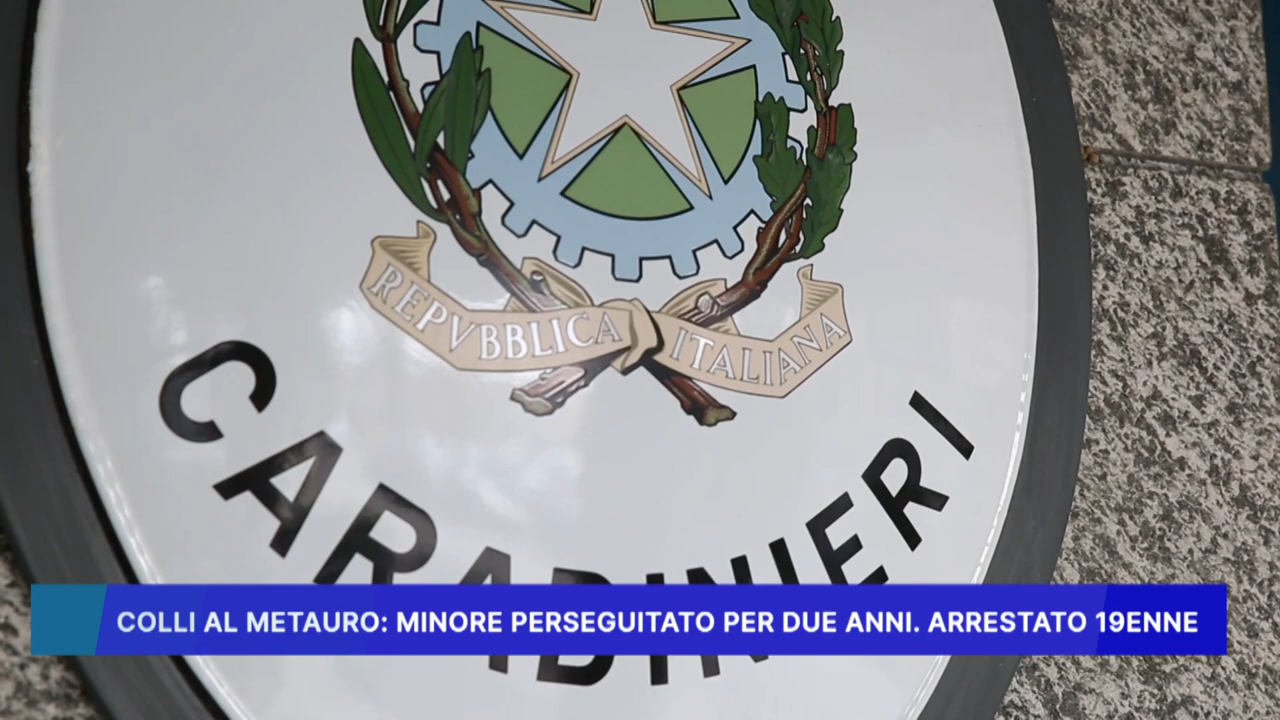 REPVBBLICA ITALIANA
CARABINIERI
COLLI AL METAURO: MINORE PERSEGUITATO PER DUE ANNI. ARRESTATO 19ENNE